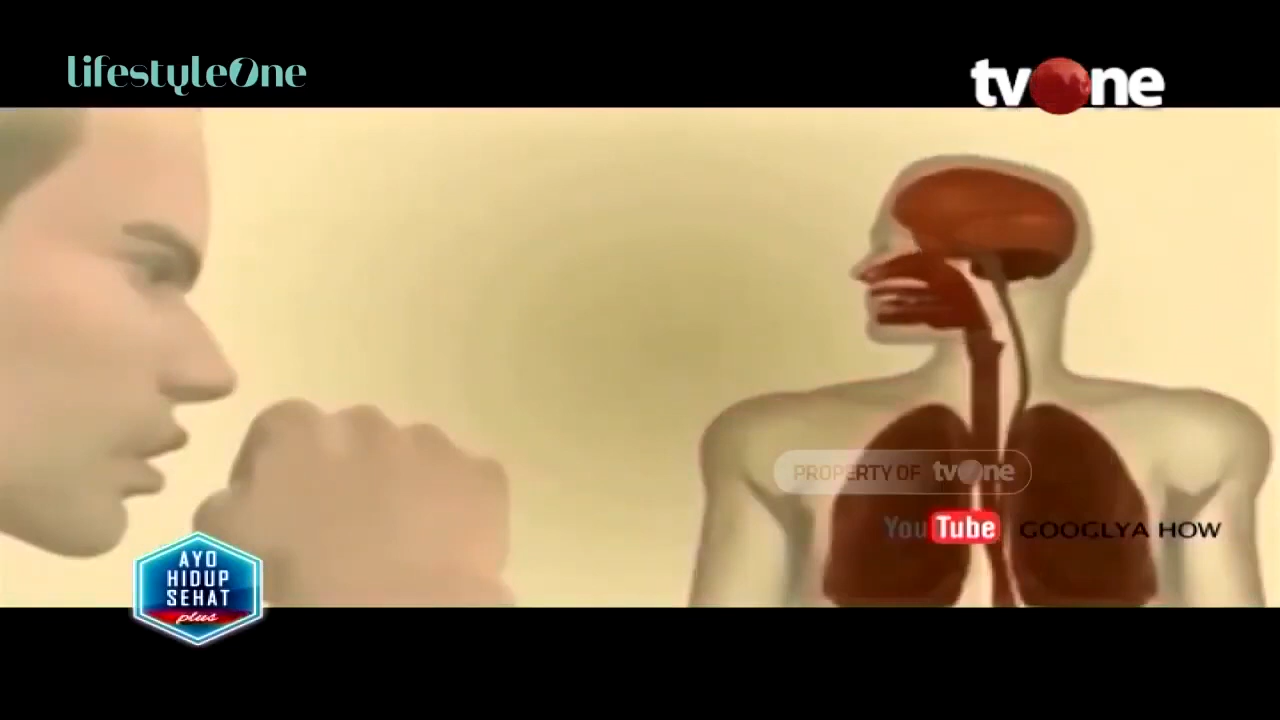 lifestyleOne
tvOne
PROPERTY OF tvOne
YouTube GOOGLYA HOW
AYO
HIDUP
SEHAT
plus